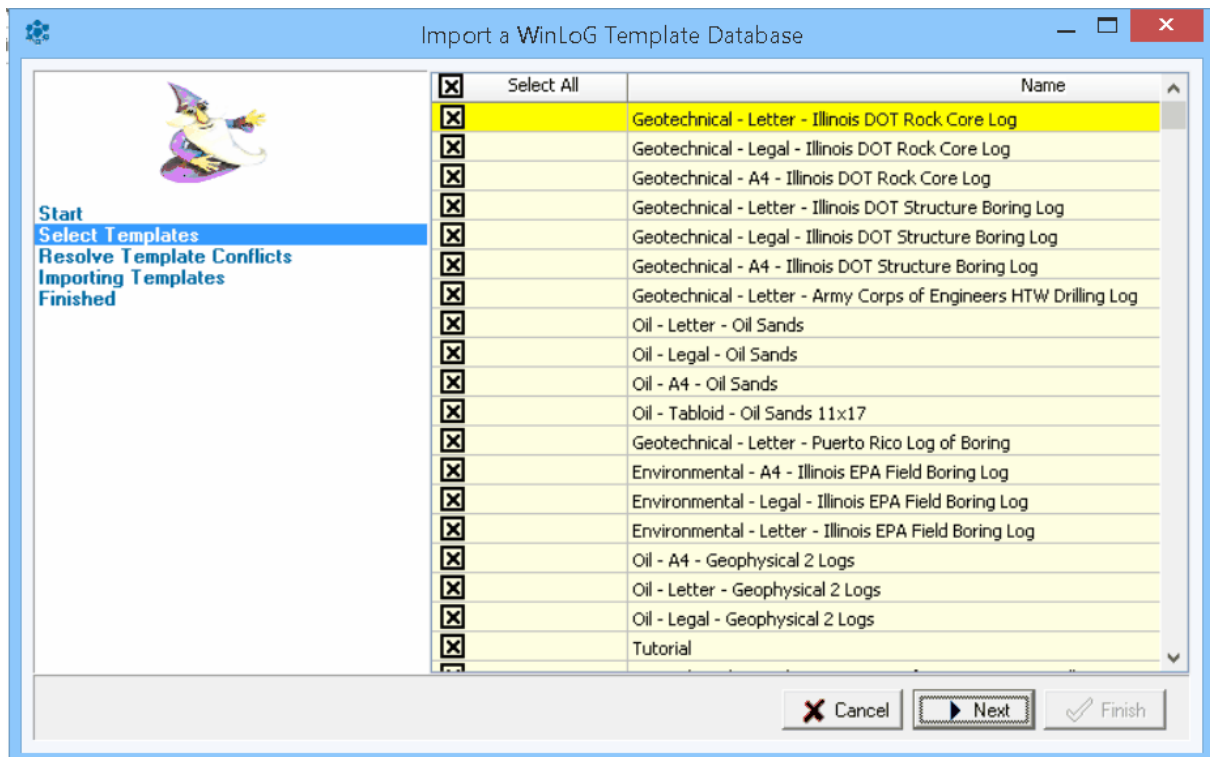 Import a WinLoG Template Database
Start
Select Templates
Resolve Template Conflicts
Importing Templates
Finished
Select All Name
Geotechnical - Letter - Illinois DOT Rock Core Log
Geotechnical - Legal - Illinois DOT Rock Core Log
Geotechnical - A4 - Illinois DOT Rock Core Log
Geotechnical - Letter - Illinois DOT Structure Boring Log
Geotechnical - Legal - Illinois DOT Structure Boring Log
Geotechnical - A4 - Illinois DOT Structure Boring Log
Geotechnical - Letter - Army Corps of Engineers HTW Drilling Log
Oil - Letter - Oil Sands
Oil - Legal - Oil Sands
Oil - A4 - Oil Sands
Oil - Tabloid - Oil Sands 11x17
Geotechnical - Letter - Puerto Rico Log of Boring
Environmental - A4 - Illinois EPA Field Boring Log
Environmental - Legal - Illinois EPA Field Boring Log
Environmental - Letter - Illinois EPA Field Boring Log
Oil - A4 - Geophysical 2 Logs
Oil - Letter - Geophysical 2 Logs
Oil - Legal - Geophysical 2 Logs
Tutorial
Cancel Next Finish